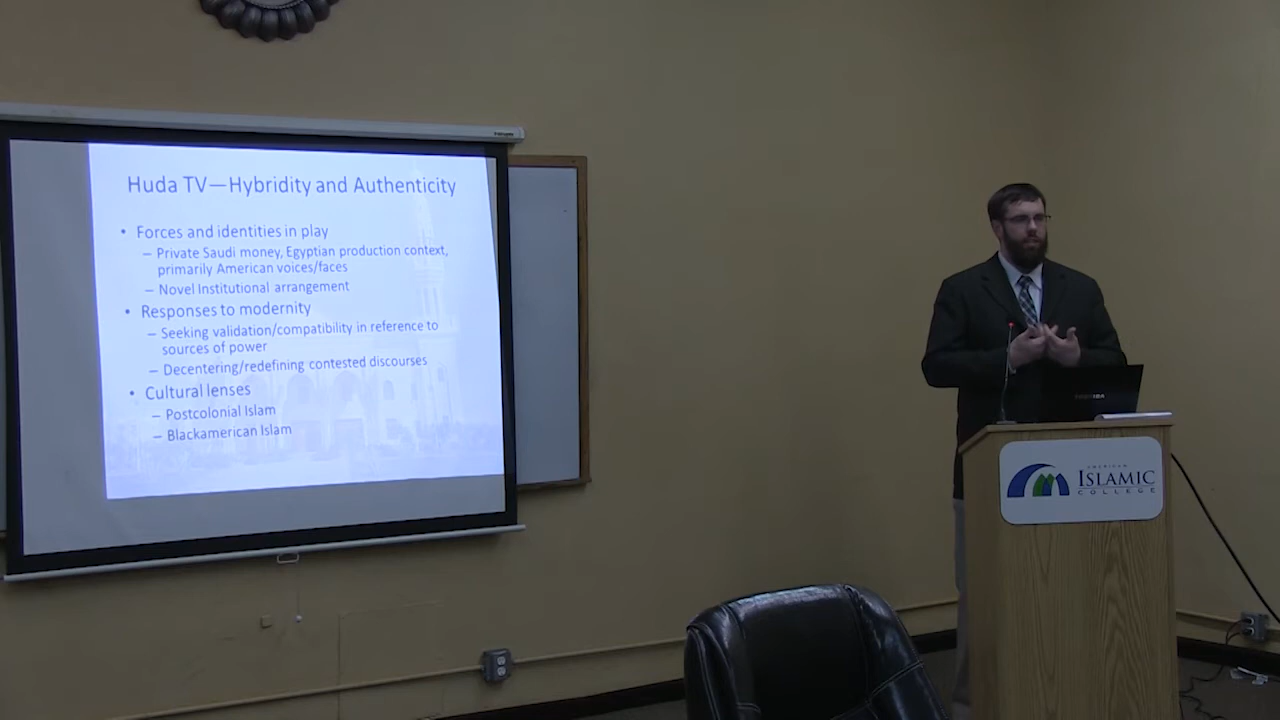 Huda TV—Hybridity and Authenticity
• Forces and identities in play
– Private Saudi money, Egyptian production context,
primarily American voices/faces
– Novel Institutional arrangement
• Responses to modernity
– Seeking validation/compatibility in reference to
sources of power
– Decentering/redefining contested discourses
• Cultural lenses
– Postcolonial Islam
– Blackamerican Islam
TOSHIBA
AMERICAN
ISLAMIC
COLLEGE